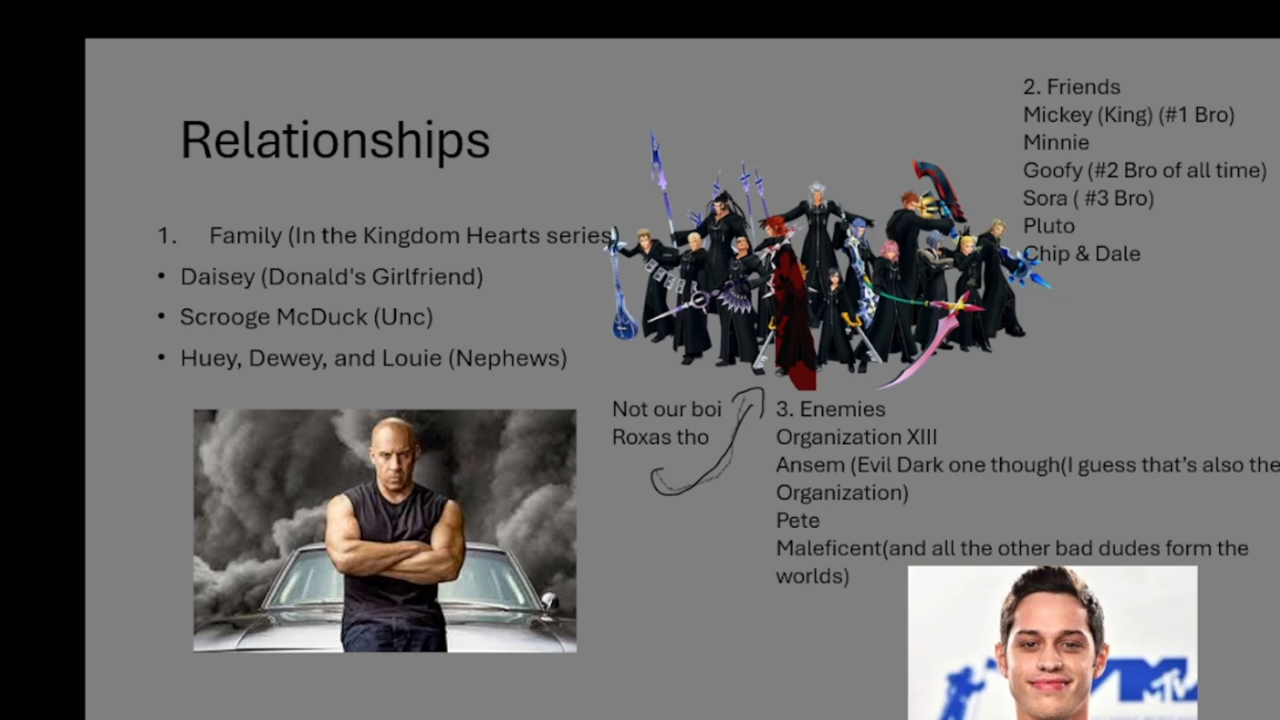 Relationships
1. Family (In the Kingdom Hearts series)
• Daisey (Donald's Girlfriend)
• Scrooge McDuck (Unc)
• Huey, Dewey, and Louie (Nephews)
2. Friends
Mickey (King) (#1 Bro)
Minnie
Goofy (#2 Bro of all time)
Sora ( #3 Bro)
Pluto
Chip & Dale
Not our boi
Roxas tho
3. Enemies
Organization XIII
Ansem (Evil Dark one though(I guess that's also the
Organization)
Pete
Maleficent(and all the other bad dudes form the
worlds)
MTV